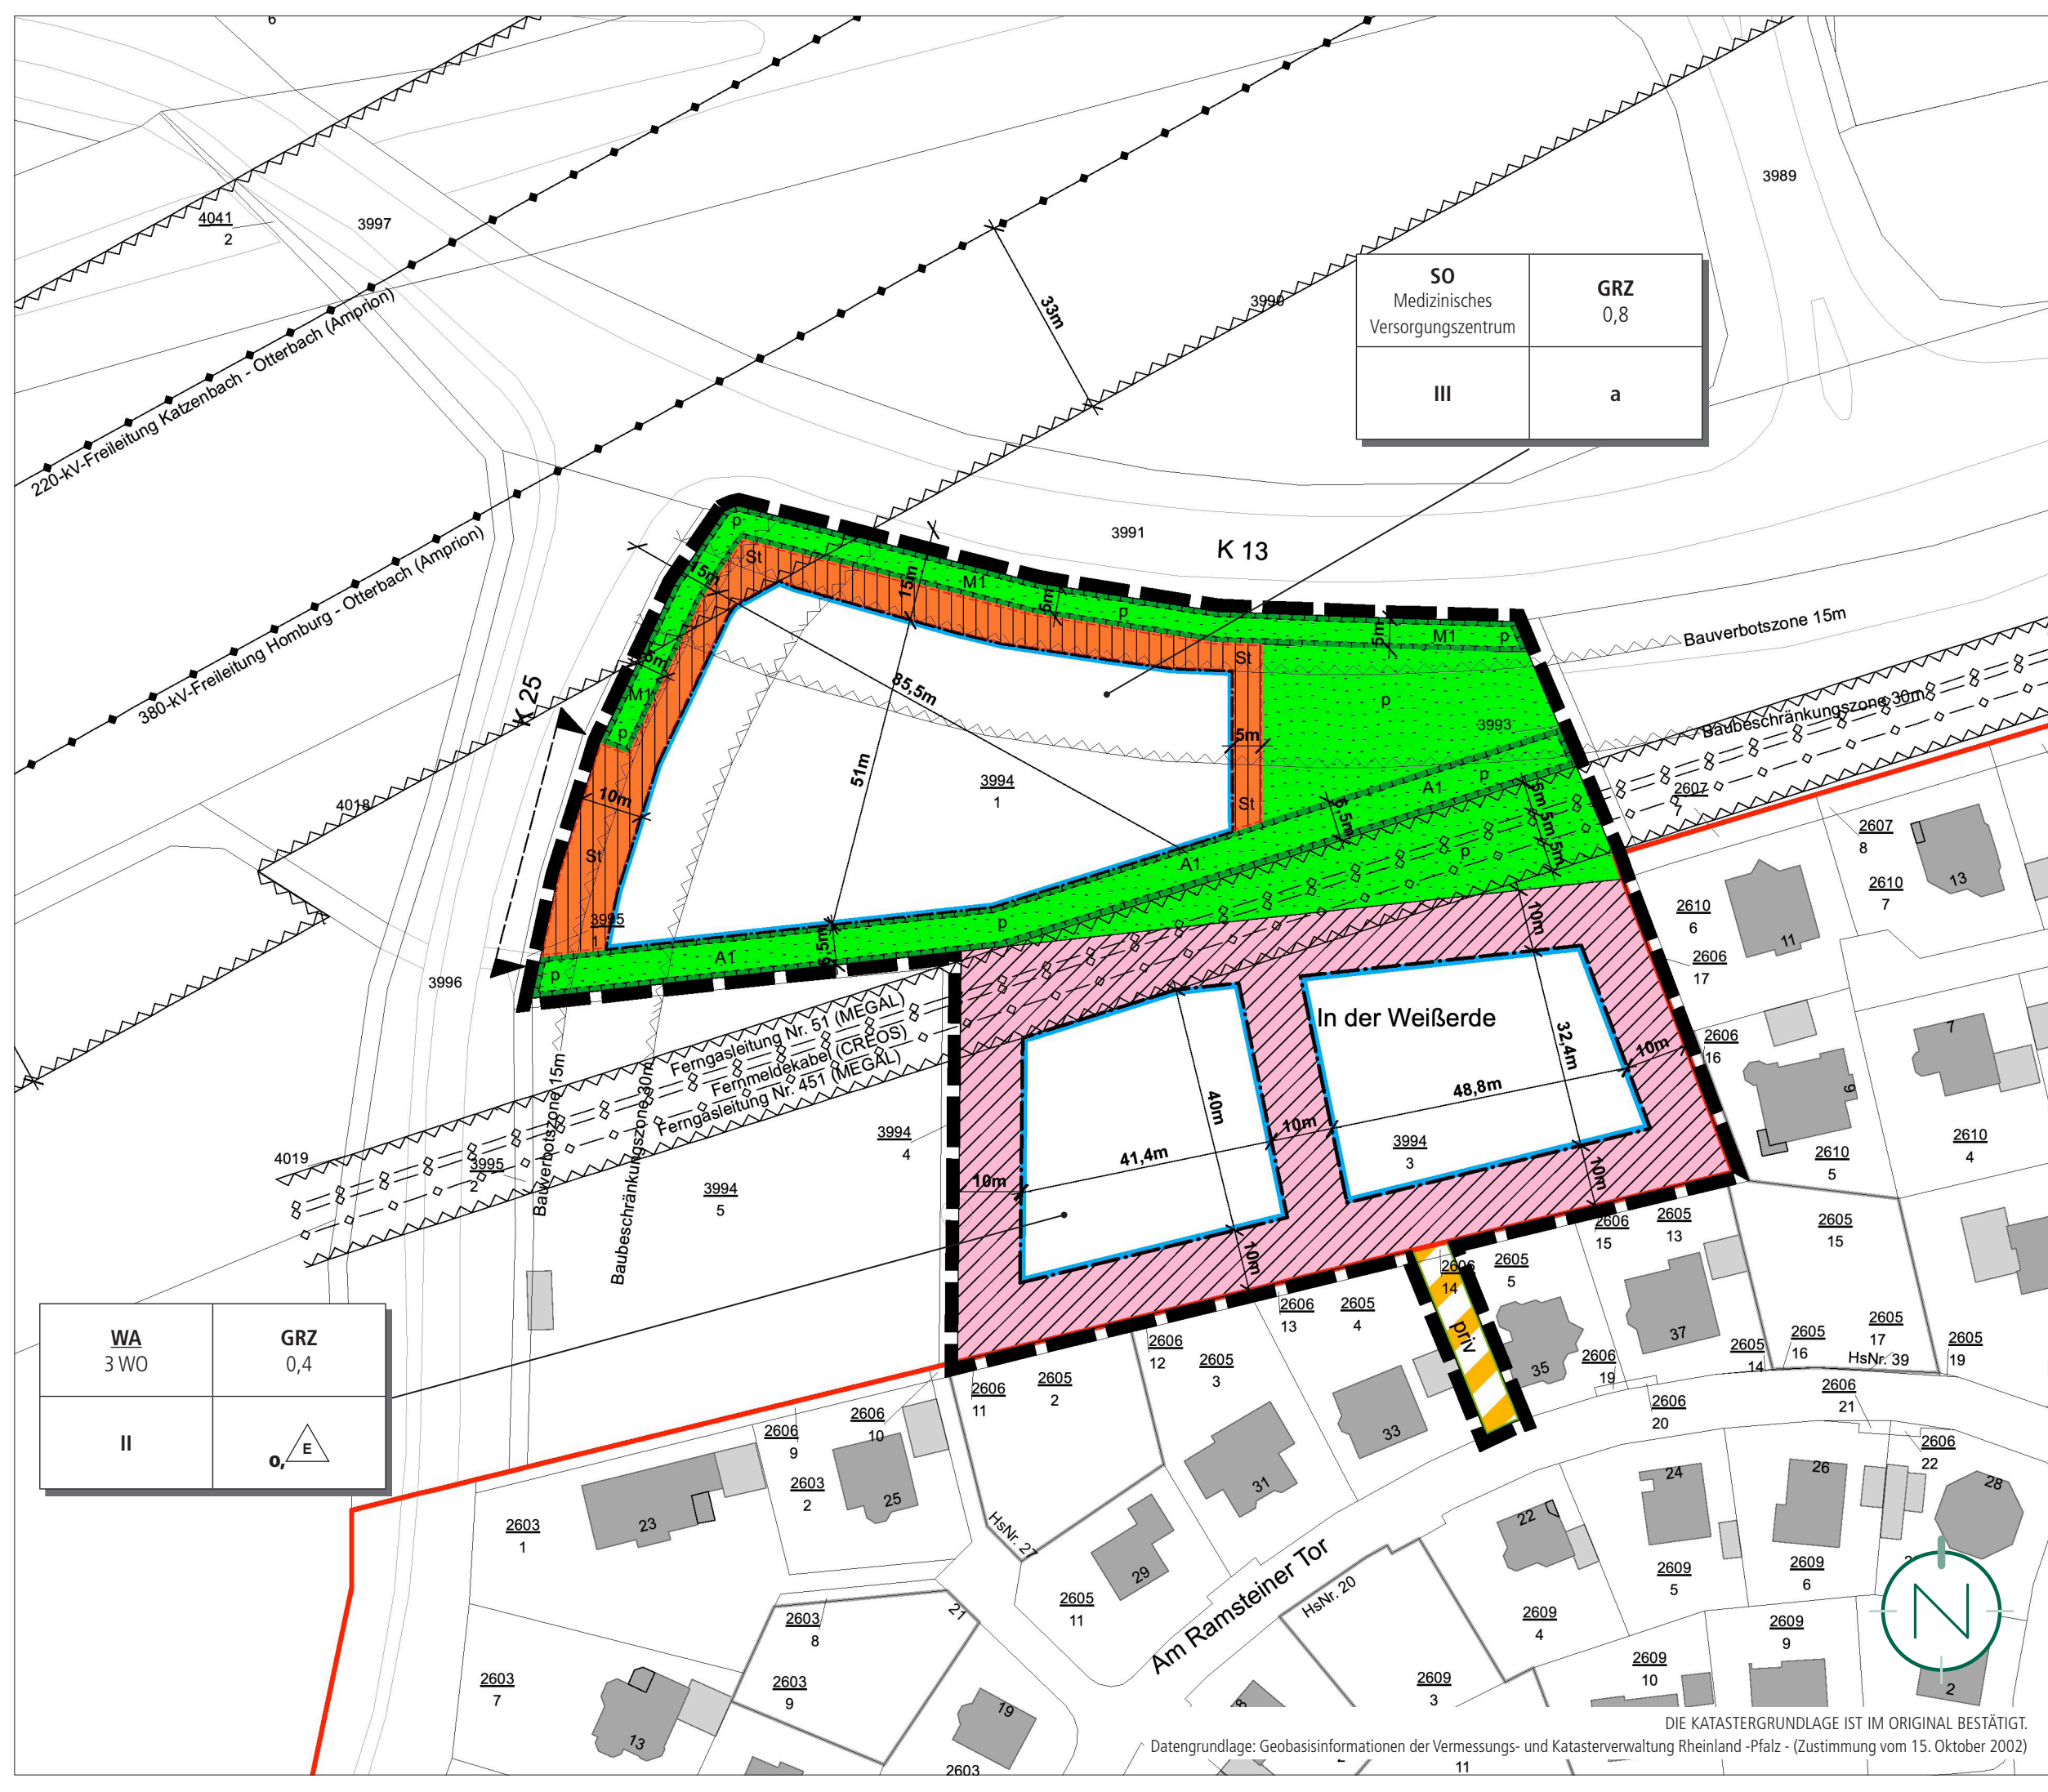 6
3989
4041
2
3997
3990
33m
SO
Medizinisches
Versorgungszentrum
GRZ
0,8
III
a
220-kV-Freileitung Katzenbach - Otterbach (Amprion)
380-kV-Freileitung Homburg - Otterbach (Amprion)
3991
K 13
p
St
M1
15m
15m
5m
p
5m
M1
p
Bauverbotszone 15m
K 25
5m
M1
p
St
85,5m
p
3993
Baubeschränkungszone 30m
5m
51m
3994
1
10m
4018
St
A1
p
St
5,5m
5m
5,5m
p
2607
7
2607
8
13
2610
7
A1
St
3995
1
p
10m
2610
6
11
2606
17
6,5m
A1
p
3996
In der Weißerde
Ferngasleitung Nr. 51 (MEGAL)
Fernmeldekabel (CREOS)
Ferngasleitung Nr. 451 (MEGAL)
32,4m
10m
2606
16
7
9
40m
48,8m
10m
41,4m
10m
3994
3
3994
4
2610
4
2610
5
4019
3995
2
Bauverbotszone 15m
Baubeschränkungszone 30m
3994
5
10m
10m
2606
15
2605
13
2605
15
2605
5
2606
14
2606
13
2605
4
priv
37
2605
17
2605
16
2605
14
HsNr. 39
2605
19
WA
3 WO
GRZ
0,4
II
o,
E
2606
12
2605
3
2605
2
2606
11
35
2606
19
2606
20
2606
21
2606
22
2606
10
2606
9
2603
2
25
33
31
23
2603
1
HsNr. 27
29
2605
11
Am Ramsteiner Tor
HsNr. 20
22
24
26
28
2609
5
2609
6
2609
4
2609
9
2609
10
2609
3
N
2
2603
8
21
2603
9
2603
7
13
19
2603
8
11
DIE KATASTERGRUNDLAGE IST IM ORIGINAL BESTÄTIGT.
Datengrundlage: Geobasisinformationen der Vermessungs- und Katasterverwaltung Rheinland -Pfalz - (Zustimmung vom 15. Oktober 2002)